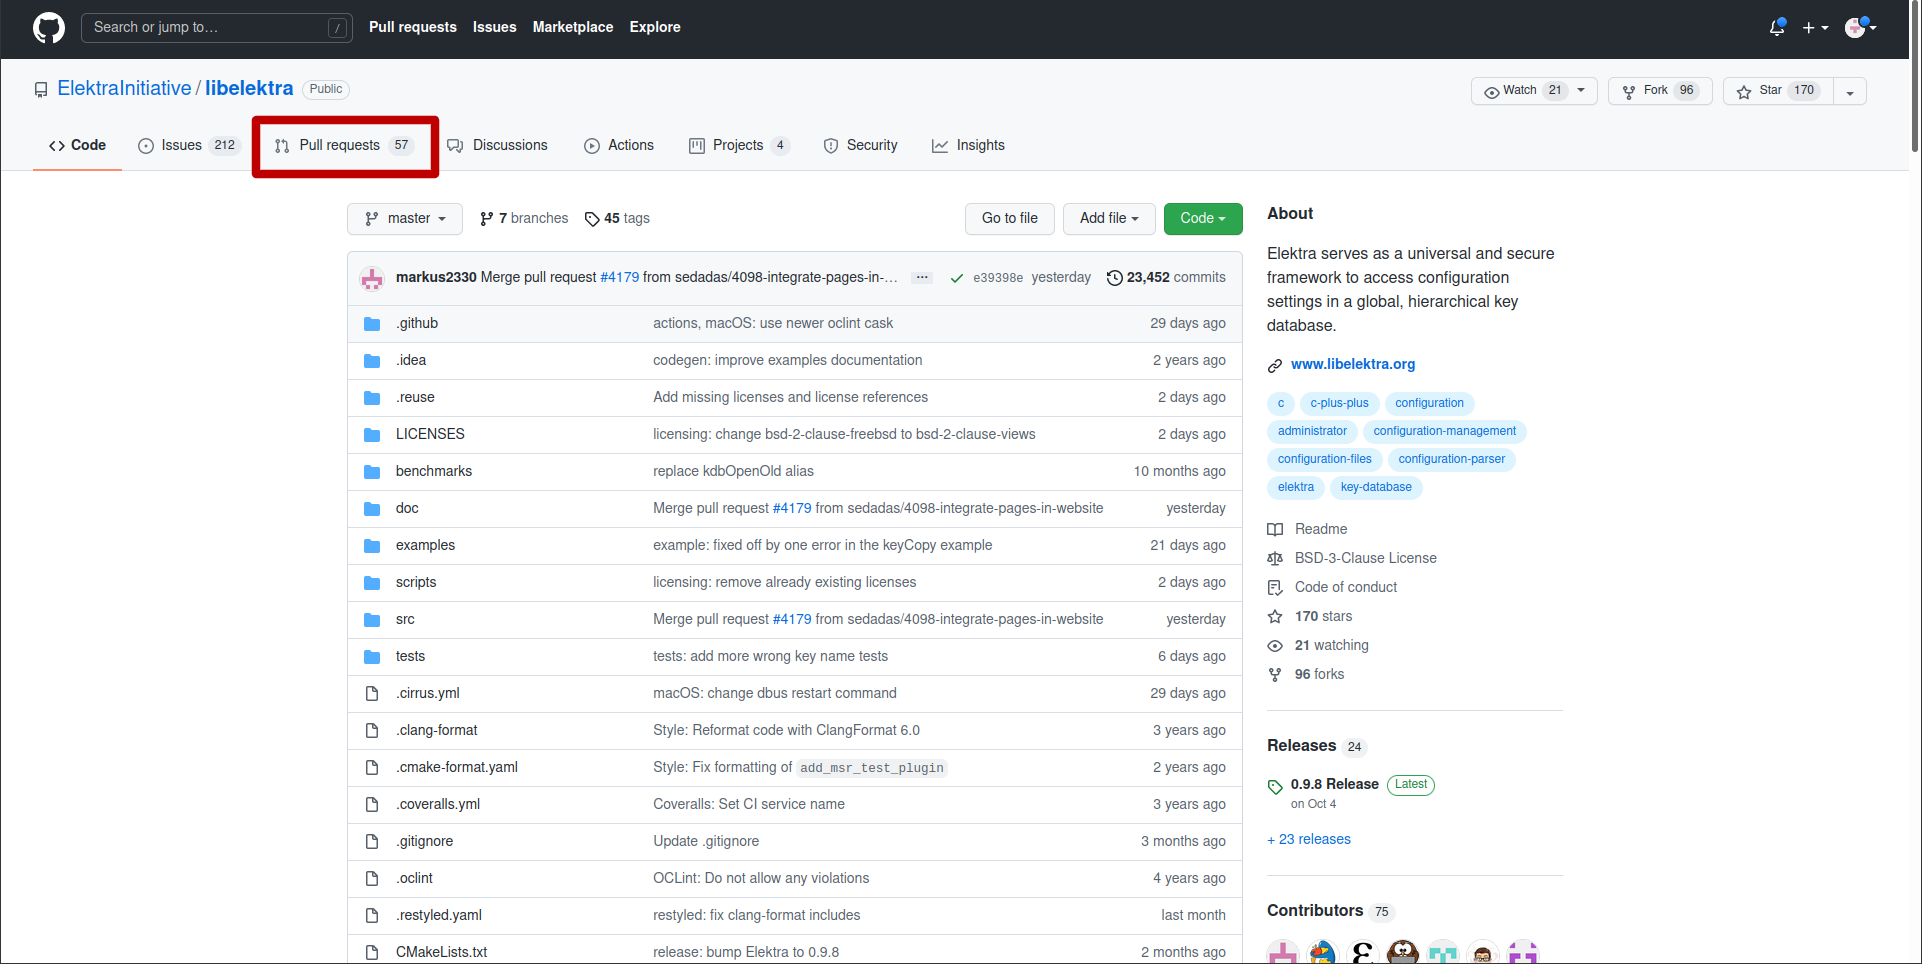 Search or jump to… /
Pull requests Issues Marketplace Explore
ElektraInitiative / libelektra Public
Watch 21 Fork 96 Star 170
Code Issues 212 Pull requests 57 Discussions Actions Projects 4 Security Insights
master 7 branches 45 tags Go to file Add file Code
markus2330 Merge pull request #4179 from sedadas/4098-integrate-pages-in-… ... e39398e yesterday 23,452 commits
.github actions, macOS: use newer oclint cask 29 days ago
.idea codegen: improve examples documentation 2 years ago
.reuse Add missing licenses and license references 2 days ago
LICENSES licensing: change bsd-2-clause-freebsd to bsd-2-clause-views 2 days ago
benchmarks replace kdbOpenOld alias 10 months ago
doc Merge pull request #4179 from sedadas/4098-integrate-pages-in-website yesterday
examples example: fixed off by one error in the keyCopy example 21 days ago
scripts licensing: remove already existing licenses 2 days ago
src Merge pull request #4179 from sedadas/4098-integrate-pages-in-website yesterday
tests tests: add more wrong key name tests 6 days ago
.cirrus.yml macOS: change dbus restart command 29 days ago
.clang-format Style: Reformat code with ClangFormat 6.0 3 years ago
.cmake-format.yaml Style: Fix formatting of add_msr_test_plugin 2 years ago
.coveralls.yml Coveralls: Set CI service name 3 years ago
.gitignore Update .gitignore 3 months ago
.oclint OCLint: Do not allow any violations 4 years ago
.restyled.yaml restyled: fix clang-format includes last month
CMakeLists.txt release: bump Elektra to 0.9.8 2 months ago
About
Elektra serves as a universal and secure
framework to access configuration
settings in a global, hierarchical key
database.
www.libelektra.org
c c-plus-plus configuration
administrator configuration-management
configuration-files configuration-parser
elektra key-database
Readme
BSD-3-Clause License
Code of conduct
170 stars
21 watching
96 forks
Releases 24
0.9.8 Release Latest
on Oct 4
+ 23 releases
Contributors 75